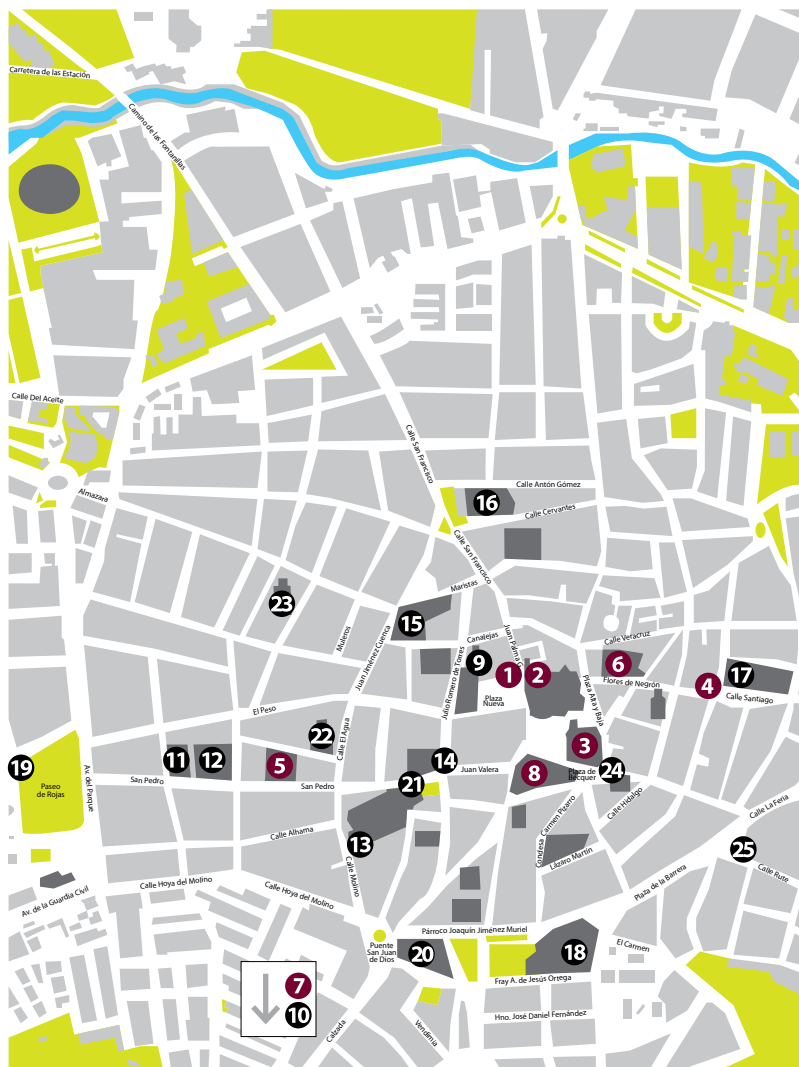 Carretera de las Estación
Camino de las Fontanillas
Calle Del Aceite
Calle San Francisco
Almazara
Calle Antón Gómez
16
Calle Cervantes
Calle San Francisco
Maristas
23
15
Muleros
Juan Jiménez Cuenca
Canalejas
Calle Veracruz
9
1
2
6
4
17
Julio Romero de Torres
Plaza
Nueva
Plaza Alta y Baja
Flores de Negrón
Calle Santiago
El Peso
22
Calle El Agua
3
19
Paseo
de Rojas
Av. del Parque
11
12
5
14
Juan Valera
8
Plaza de
Bécquer
24
San Pedro
San Pedro
21
Calle Hidalgo
Calle La Feria
Calle Alhama
13
Calle Molino
Condesa Carmen Pizarro
Lázaro Martín
25
Calle Rute
Plaza de la Barrera
Av. de la Guardia Civil
Calle Hoya del Molino
Calle Hoya del Molino
Párroco Joaquín Jiménez Muriel
Puente
San Juan
de Dios
20
18
El Carmen
Fray A. de Jesús Ortega
7
10
Calzada
Vendimia
Hno. José Daniel Fernández